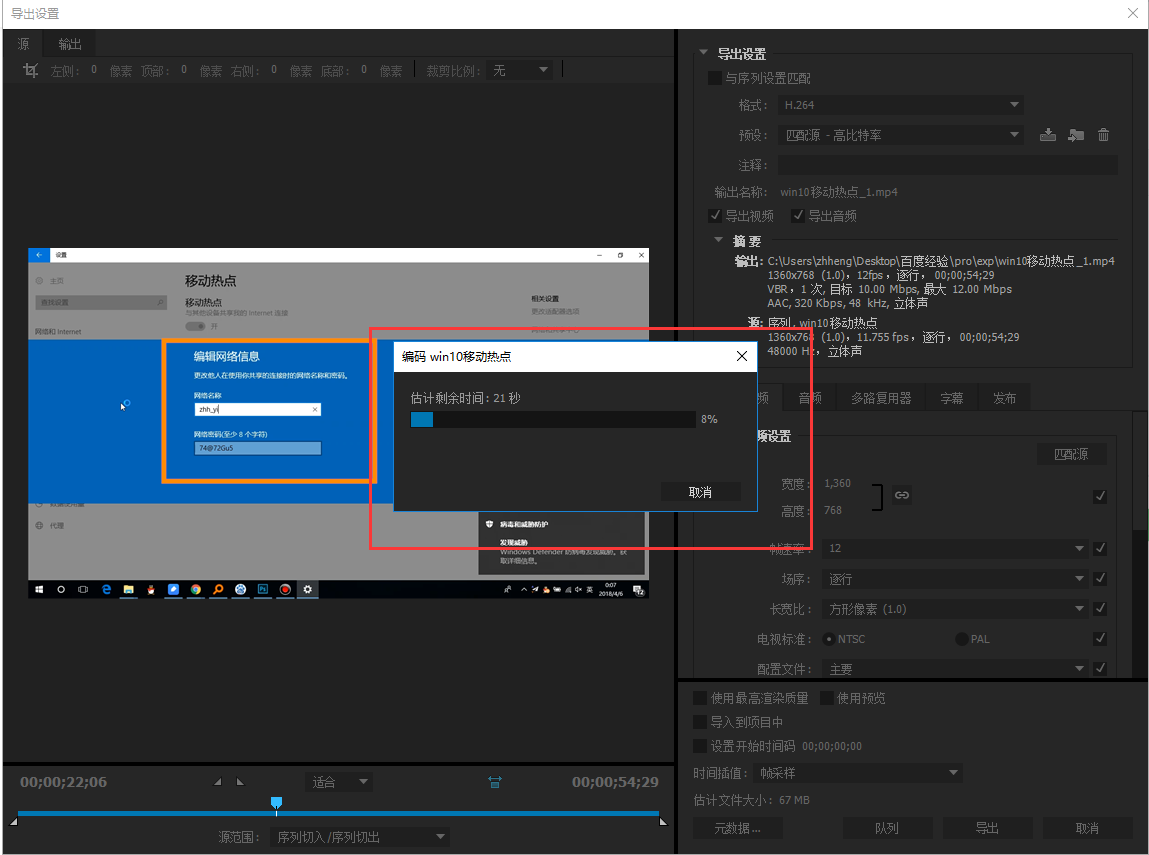 导出设置
源 输出
左侧： 0 像素 顶部： 0 像素 右侧： 0 像素 底部： 0 像素 裁剪比例： 无
导出设置
与序列设置匹配
格式： H.264
预设： 匹配源 - 高比特率
注释：
输出名称： win10移动热点_1.mp4
导出视频 导出音频
摘要
输出: C:\Users\zhheng\Desktop\百度经验\pro\exp\win10移动热点_1.mp4
1360x768 (1.0)，12fps，逐行， 00;00;54;29
VBR，1 次, 目标 10.00 Mbps, 最大 12.00 Mbps
AAC, 320 Kbps, 48 kHz, 立体声
源: 序列, win10移动热点
1360x768 (1.0)，11.755 fps，逐行， 00;00;54;29
48000 Hz，立体声
频 音频 多路复用器 字幕 发布
频设置
匹配源
宽度： 1,360
高度： 768
帧速率： 12
场序： 逐行
长宽比： 方形像素 (1.0)
电视标准： NTSC PAL
配置文件： 主要
使用最高渲染质量 使用预览
导入到项目中
设置开始时间码 00;00;00;00
时间插值： 帧采样
估计文件大小： 67 MB
元数据... 队列 导出 取消
设置
主页
查找设置
网络和 Internet
代理
移动热点
移动热点
与其他设备共享我的 Internet 连接
开
相关设置
更改适配器选项
编辑网络信息
更改他人在使用你共享的连接时的网络名称和密码。
网络名称
zhh_yi
网络密码(至少 8 个字符)
74@72Gu5
编码 win10移动热点
估计剩余时间: 21 秒
8%
取消
病毒和威胁防护
发现威胁
Windows Defender 防病毒发现威胁。获
取详细信息。
英
0:07
2018/4/6
00;00;22;06 适合 00;00;54;29
源范围： 序列切入/序列切出